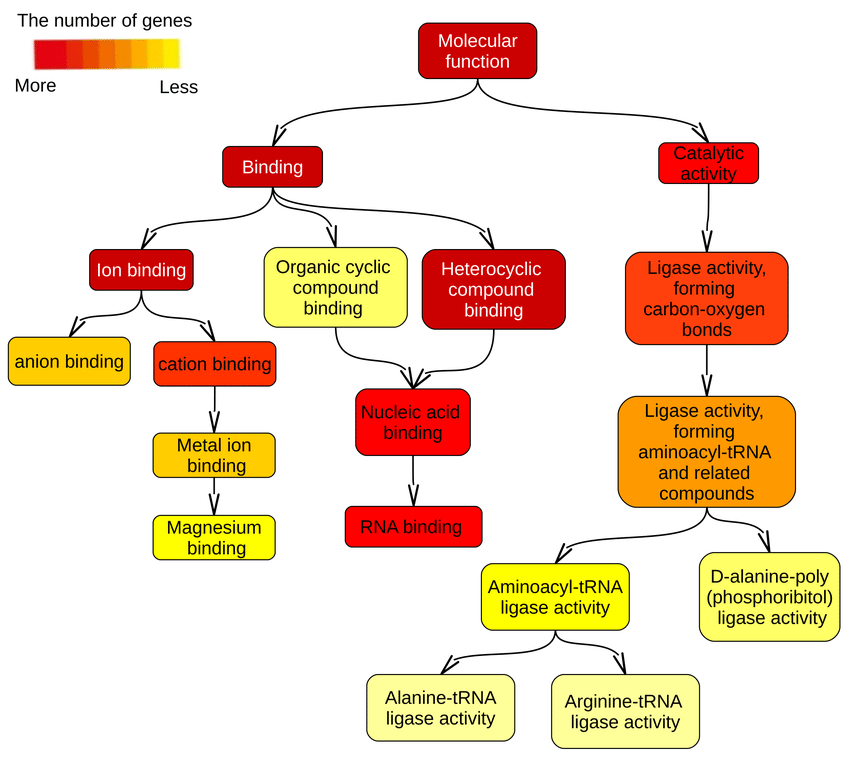 The number of genes
More
Less
Molecular
function
Binding
Catalytic
activity
Ion binding
Organic cyclic
compound
binding
Heterocyclic
compound
binding
Ligase activity,
forming
carbon-oxygen
bonds
anion binding
cation binding
Nucleic acid
binding
Ligase activity,
forming
aminoacyl-tRNA
and related
compounds
Metal ion
binding
RNA binding
Magnesium
binding
Aminoacyl-tRNA
ligase activity
D-alanine-poly
(phosphoribitol)
ligase activity
Alanine-tRNA
ligase activity
Arginine-tRNA
ligase activity